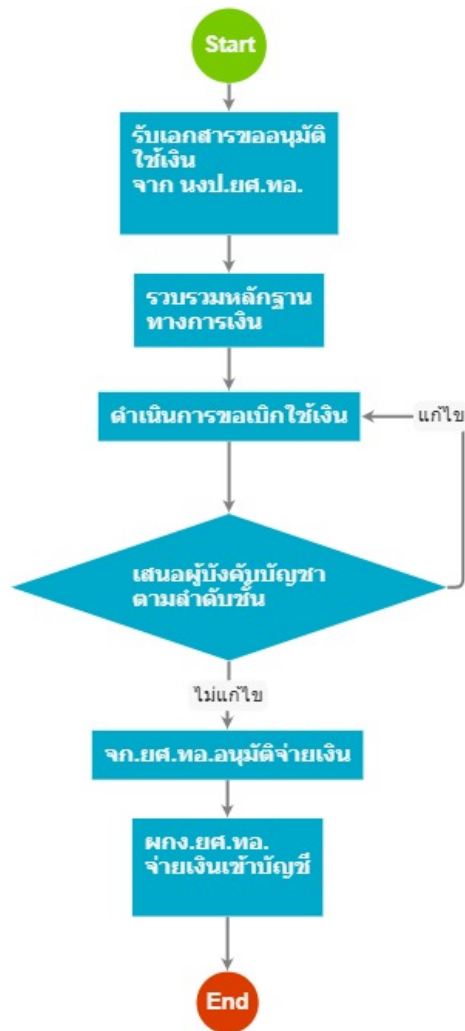 Start
รับเอกสารขออนุมัติ
ใช้เงิน
จาก นงป.ยศ.ทอ.
รวบรวมหลักฐาน
ทางการเงิน
ดำเนินการขอเบิกใช้เงิน
แก้ไข
เสนอผู้บังคับบัญชา
ตามลำดับชั้น
ไม่แก้ไข
จก.ยศ.ทอ.อนุมัติจ่ายเงิน
ผกง.ยศ.ทอ.
จ่ายเงินเข้าบัญชี
End